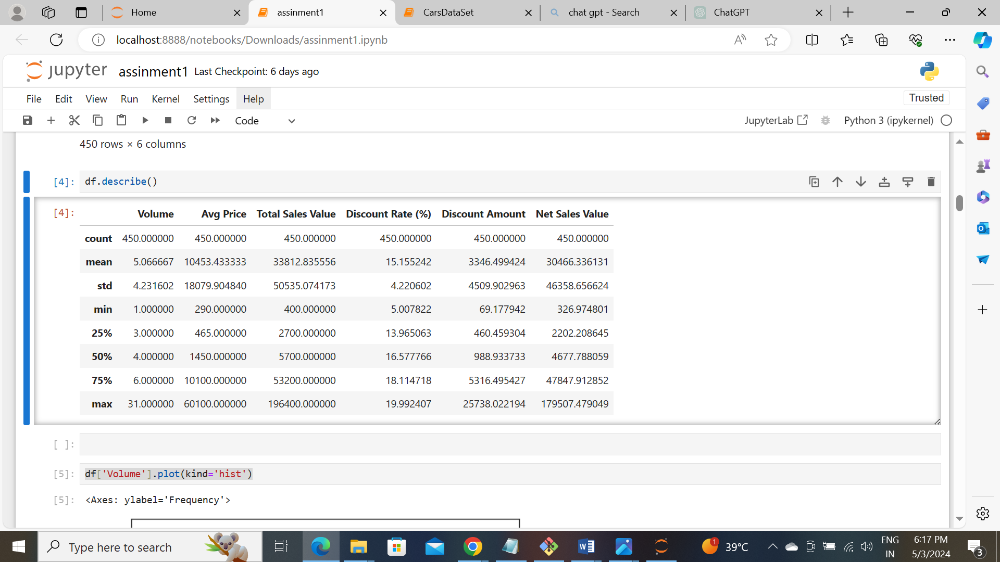 Home
assinment1
CarsDataSet
chat gpt - Search
ChatGPT
localhost:8888/notebooks/Downloads/assinment1.ipynb
jupyter assinment1 Last Checkpoint: 6 days ago
File Edit View Run Kernel Settings Help
Trusted
Code
JupyterLab
Python 3 (ipykernel)
450 rows × 6 columns
[4]: df.describe()
[4]: Volume Avg Price Total Sales Value Discount Rate (%) Discount Amount Net Sales Value
count 450.000000 450.000000 450.000000 450.000000 450.000000 450.000000
mean 5.066667 10453.433333 33812.835556 15.155242 3346.499424 30466.336131
std 4.231602 18079.904840 50535.074173 4.220602 4509.902963 46358.656624
min 1.000000 290.000000 400.000000 5.007822 69.177942 326.974801
25% 3.000000 465.000000 2700.000000 13.965063 460.459304 2202.208645
50% 4.000000 1450.000000 5700.000000 16.577766 988.933733 4677.788059
75% 6.000000 10100.000000 53200.000000 18.114718 5316.495427 47847.912852
max 31.000000 60100.000000 196400.000000 19.992407 25738.022194 179507.479049
[ ]:
[5]: df['Volume'].plot(kind='hist')
[5]: <Axes: ylabel='Frequency'>
Type here to search
1
39°C
ENG
IN
6:17 PM
5/3/2024
3